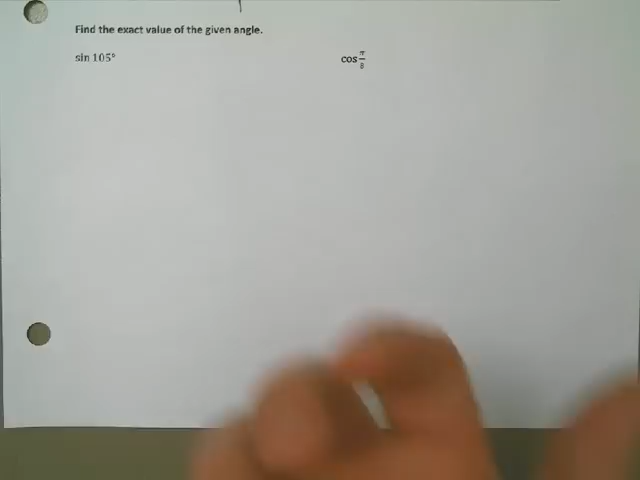 Find the exact value of the given angle.
sin 105° cos π/8